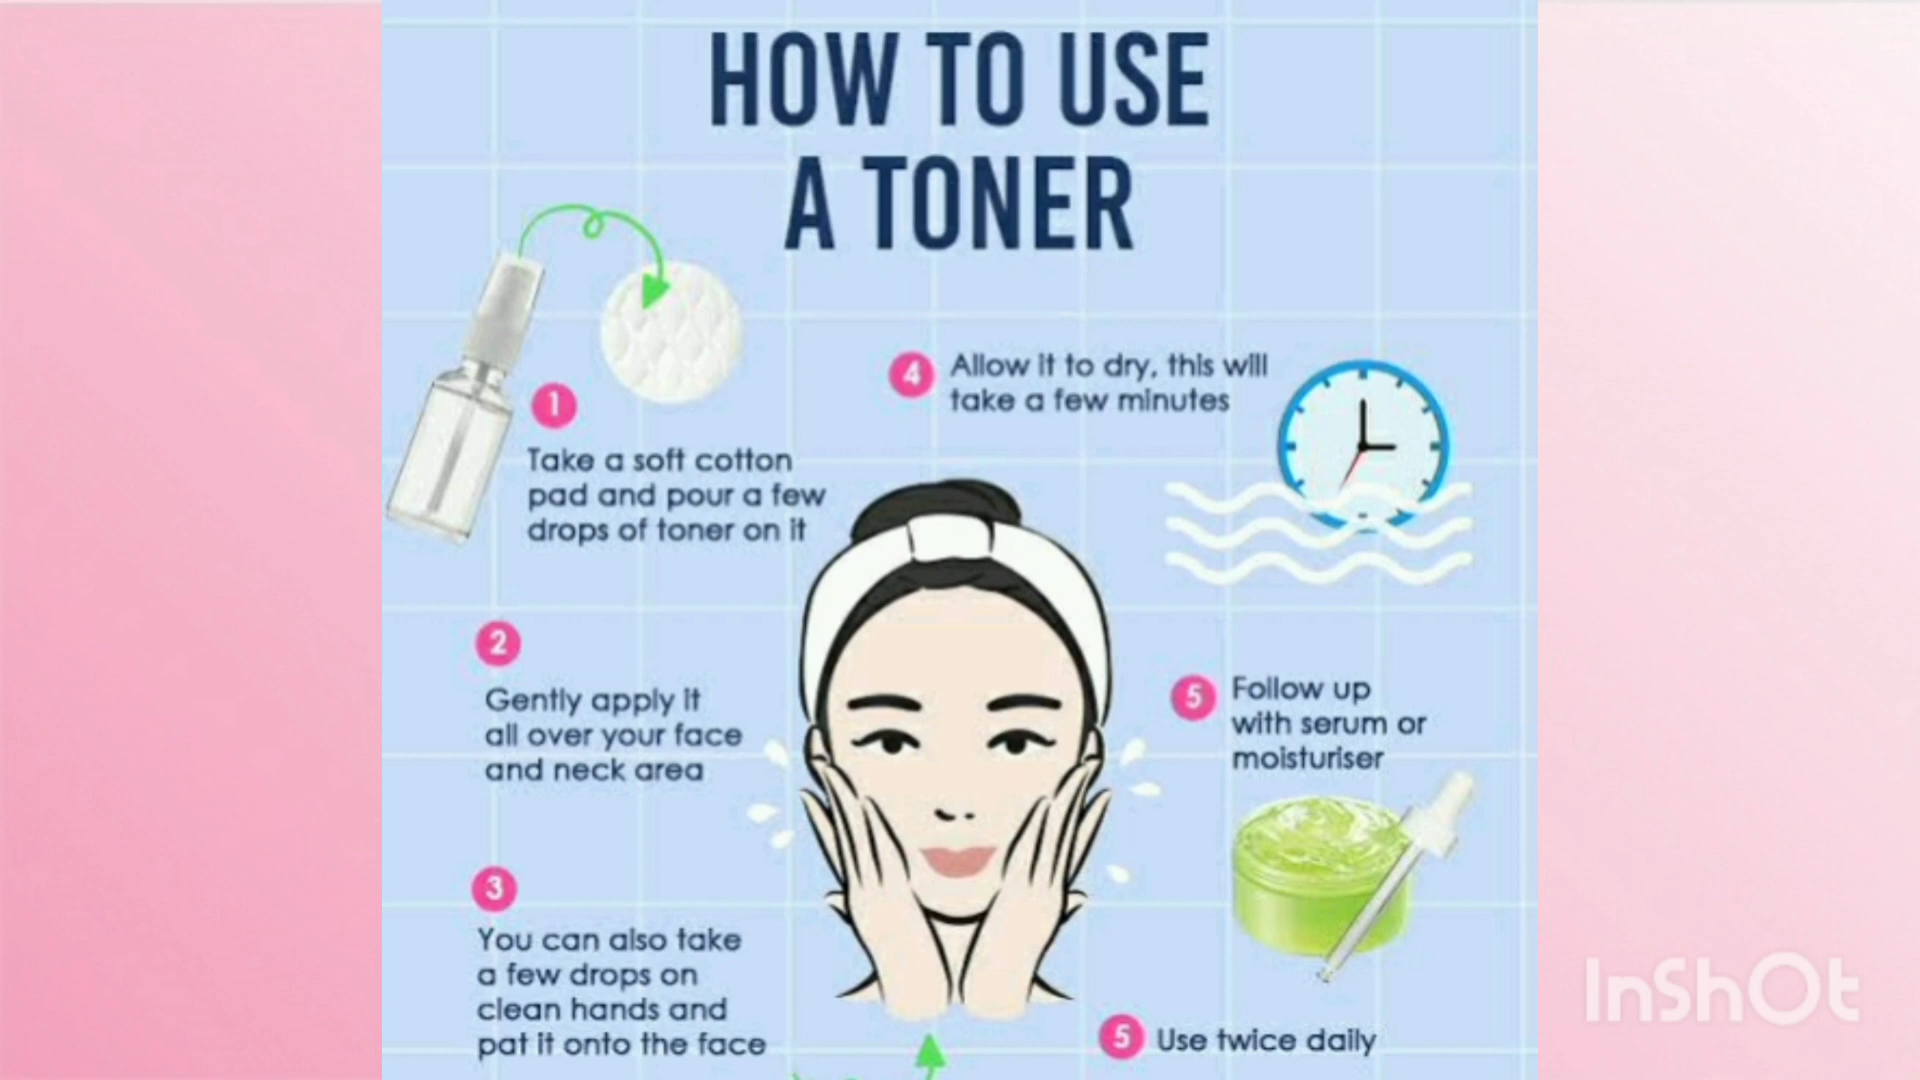 HOW TO USE
A TONER
1
Take a soft cotton
pad and pour a few
drops of toner on it
2
Gently apply it
all over your face
and neck area
3
You can also take
a few drops on
clean hands and
pat it onto the face
4
Allow it to dry, this will
take a few minutes
5
Follow up
with serum or
moisturiser
5
Use twice daily
InShOt